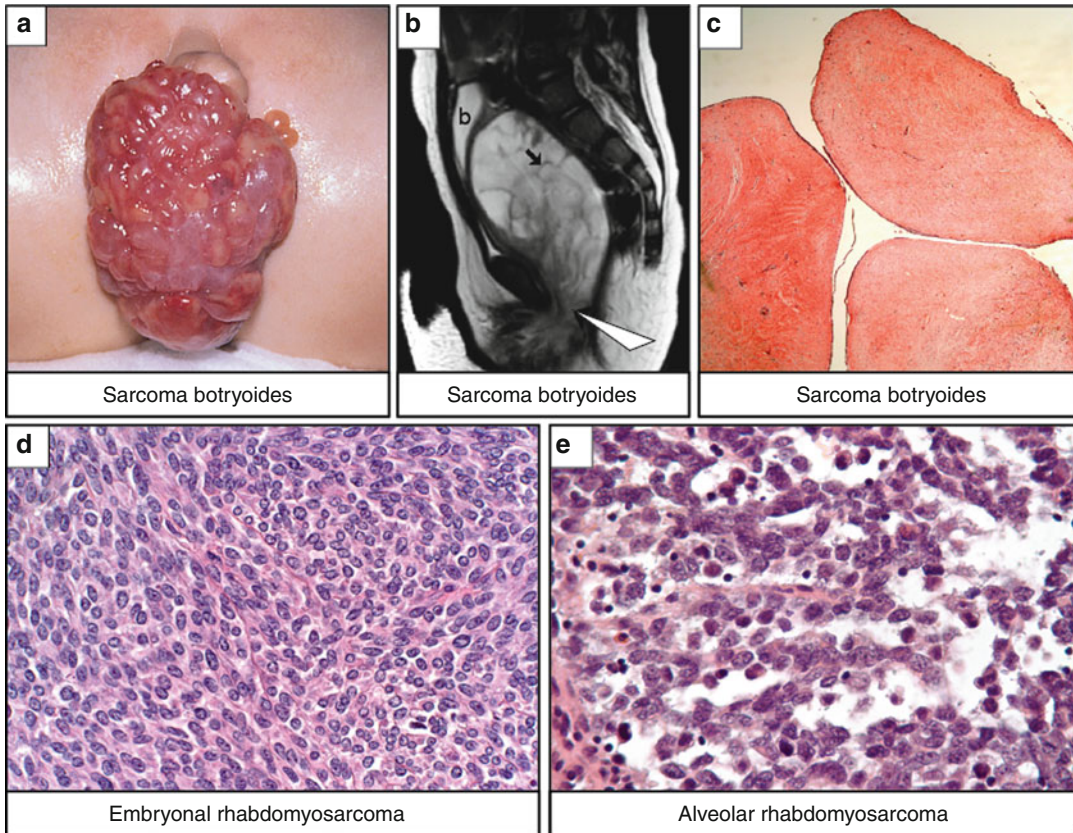 a
b
c
b
Sarcoma botryoides
Sarcoma botryoides
Sarcoma botryoides
d
e
Embryonal rhabdomyosarcoma
Alveolar rhabdomyosarcoma